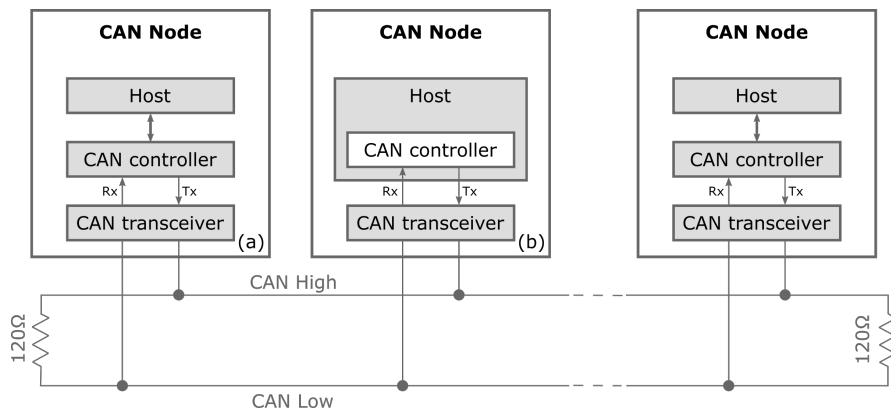 CAN Node
Host
CAN controller
Rx
Tx
CAN transceiver
(a)
CAN Node
Host
CAN controller
Rx
Tx
CAN transceiver
(b)
CAN Node
Host
CAN controller
Rx
Tx
CAN transceiver
CAN High
120Ω
120Ω
CAN Low